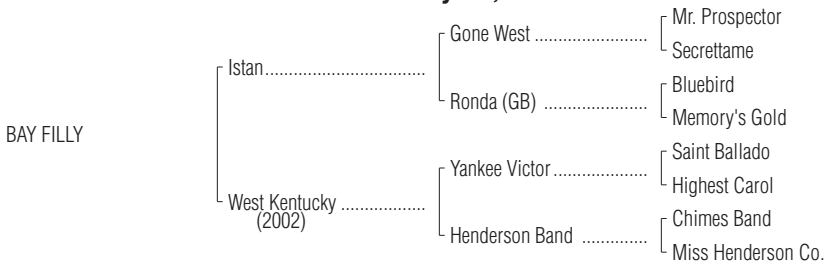 Mr. Prospector
Gone West ........................
Secrettame
Istan..................................
Bluebird
Ronda (GB) ......................
Memory's Gold
BAY FILLY
Saint Ballado
Yankee Victor....................
Highest Carol
West Kentucky ..................
(2002)
Chimes Band
Henderson Band ..............
Miss Henderson Co.